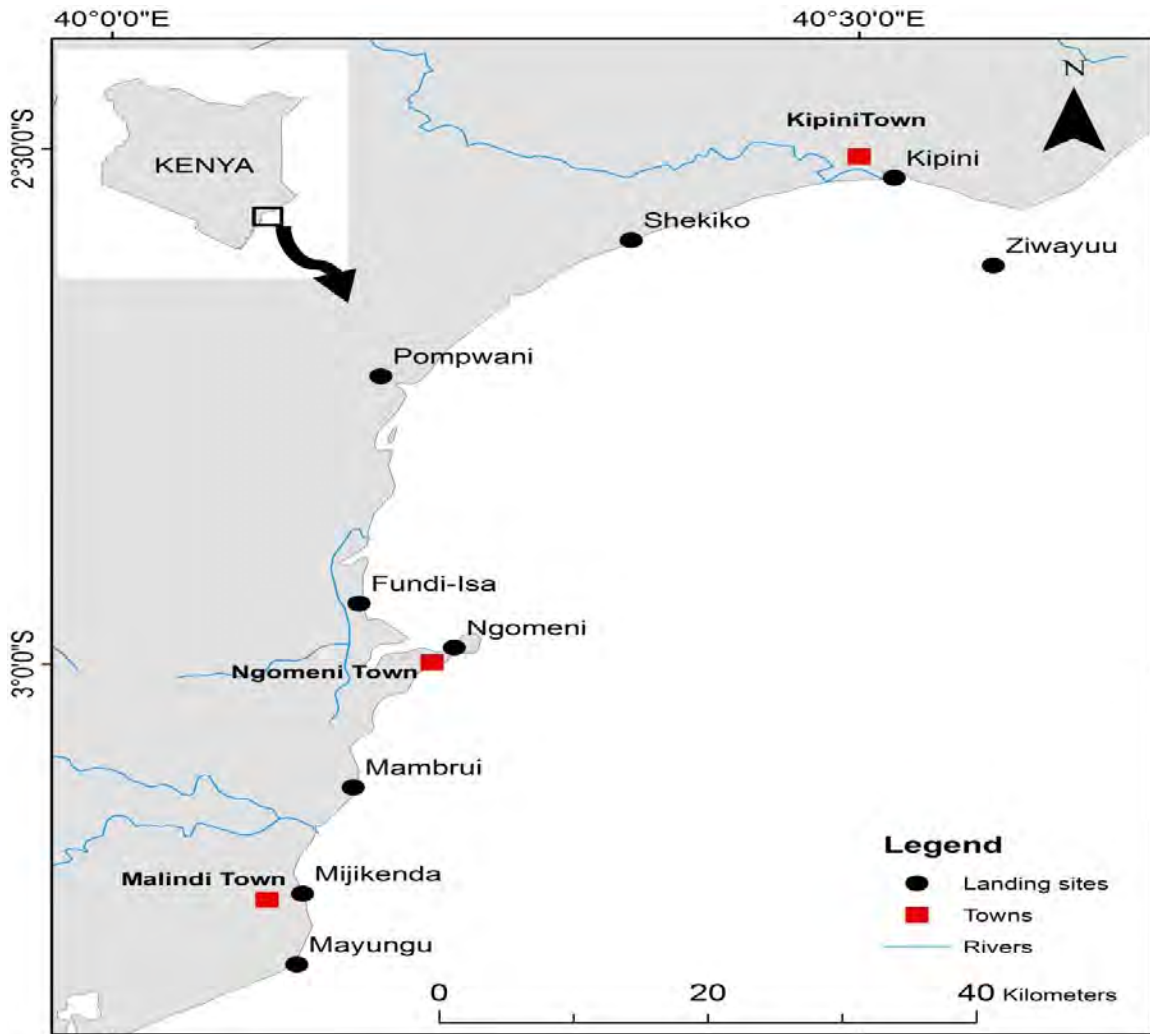 40°0'0"E
40°30'0"E
N
KipiniTown
2°30'0"S
Kipini
KENYA
Shekiko
Ziwayuu
Pompwani
Fundi-Isa
Ngomeni
3°0'0"S
Ngomeni Town
Mambrui
Legend
Malindi Town
Mijikenda
Landing sites
Towns
Mayungu
Rivers
0
20
40 Kilometers